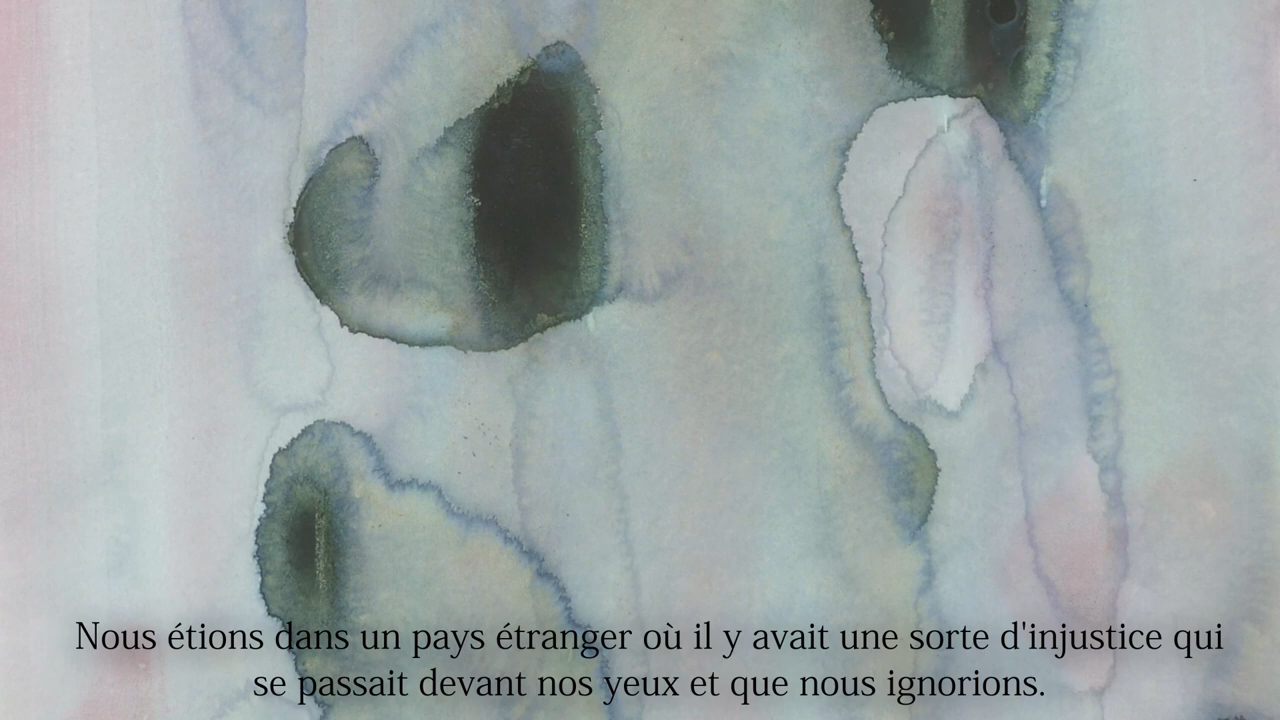 Nous étions dans un pays étranger où il y avait une sorte d'injustice qui
se passait devant nos yeux et que nous ignorions.